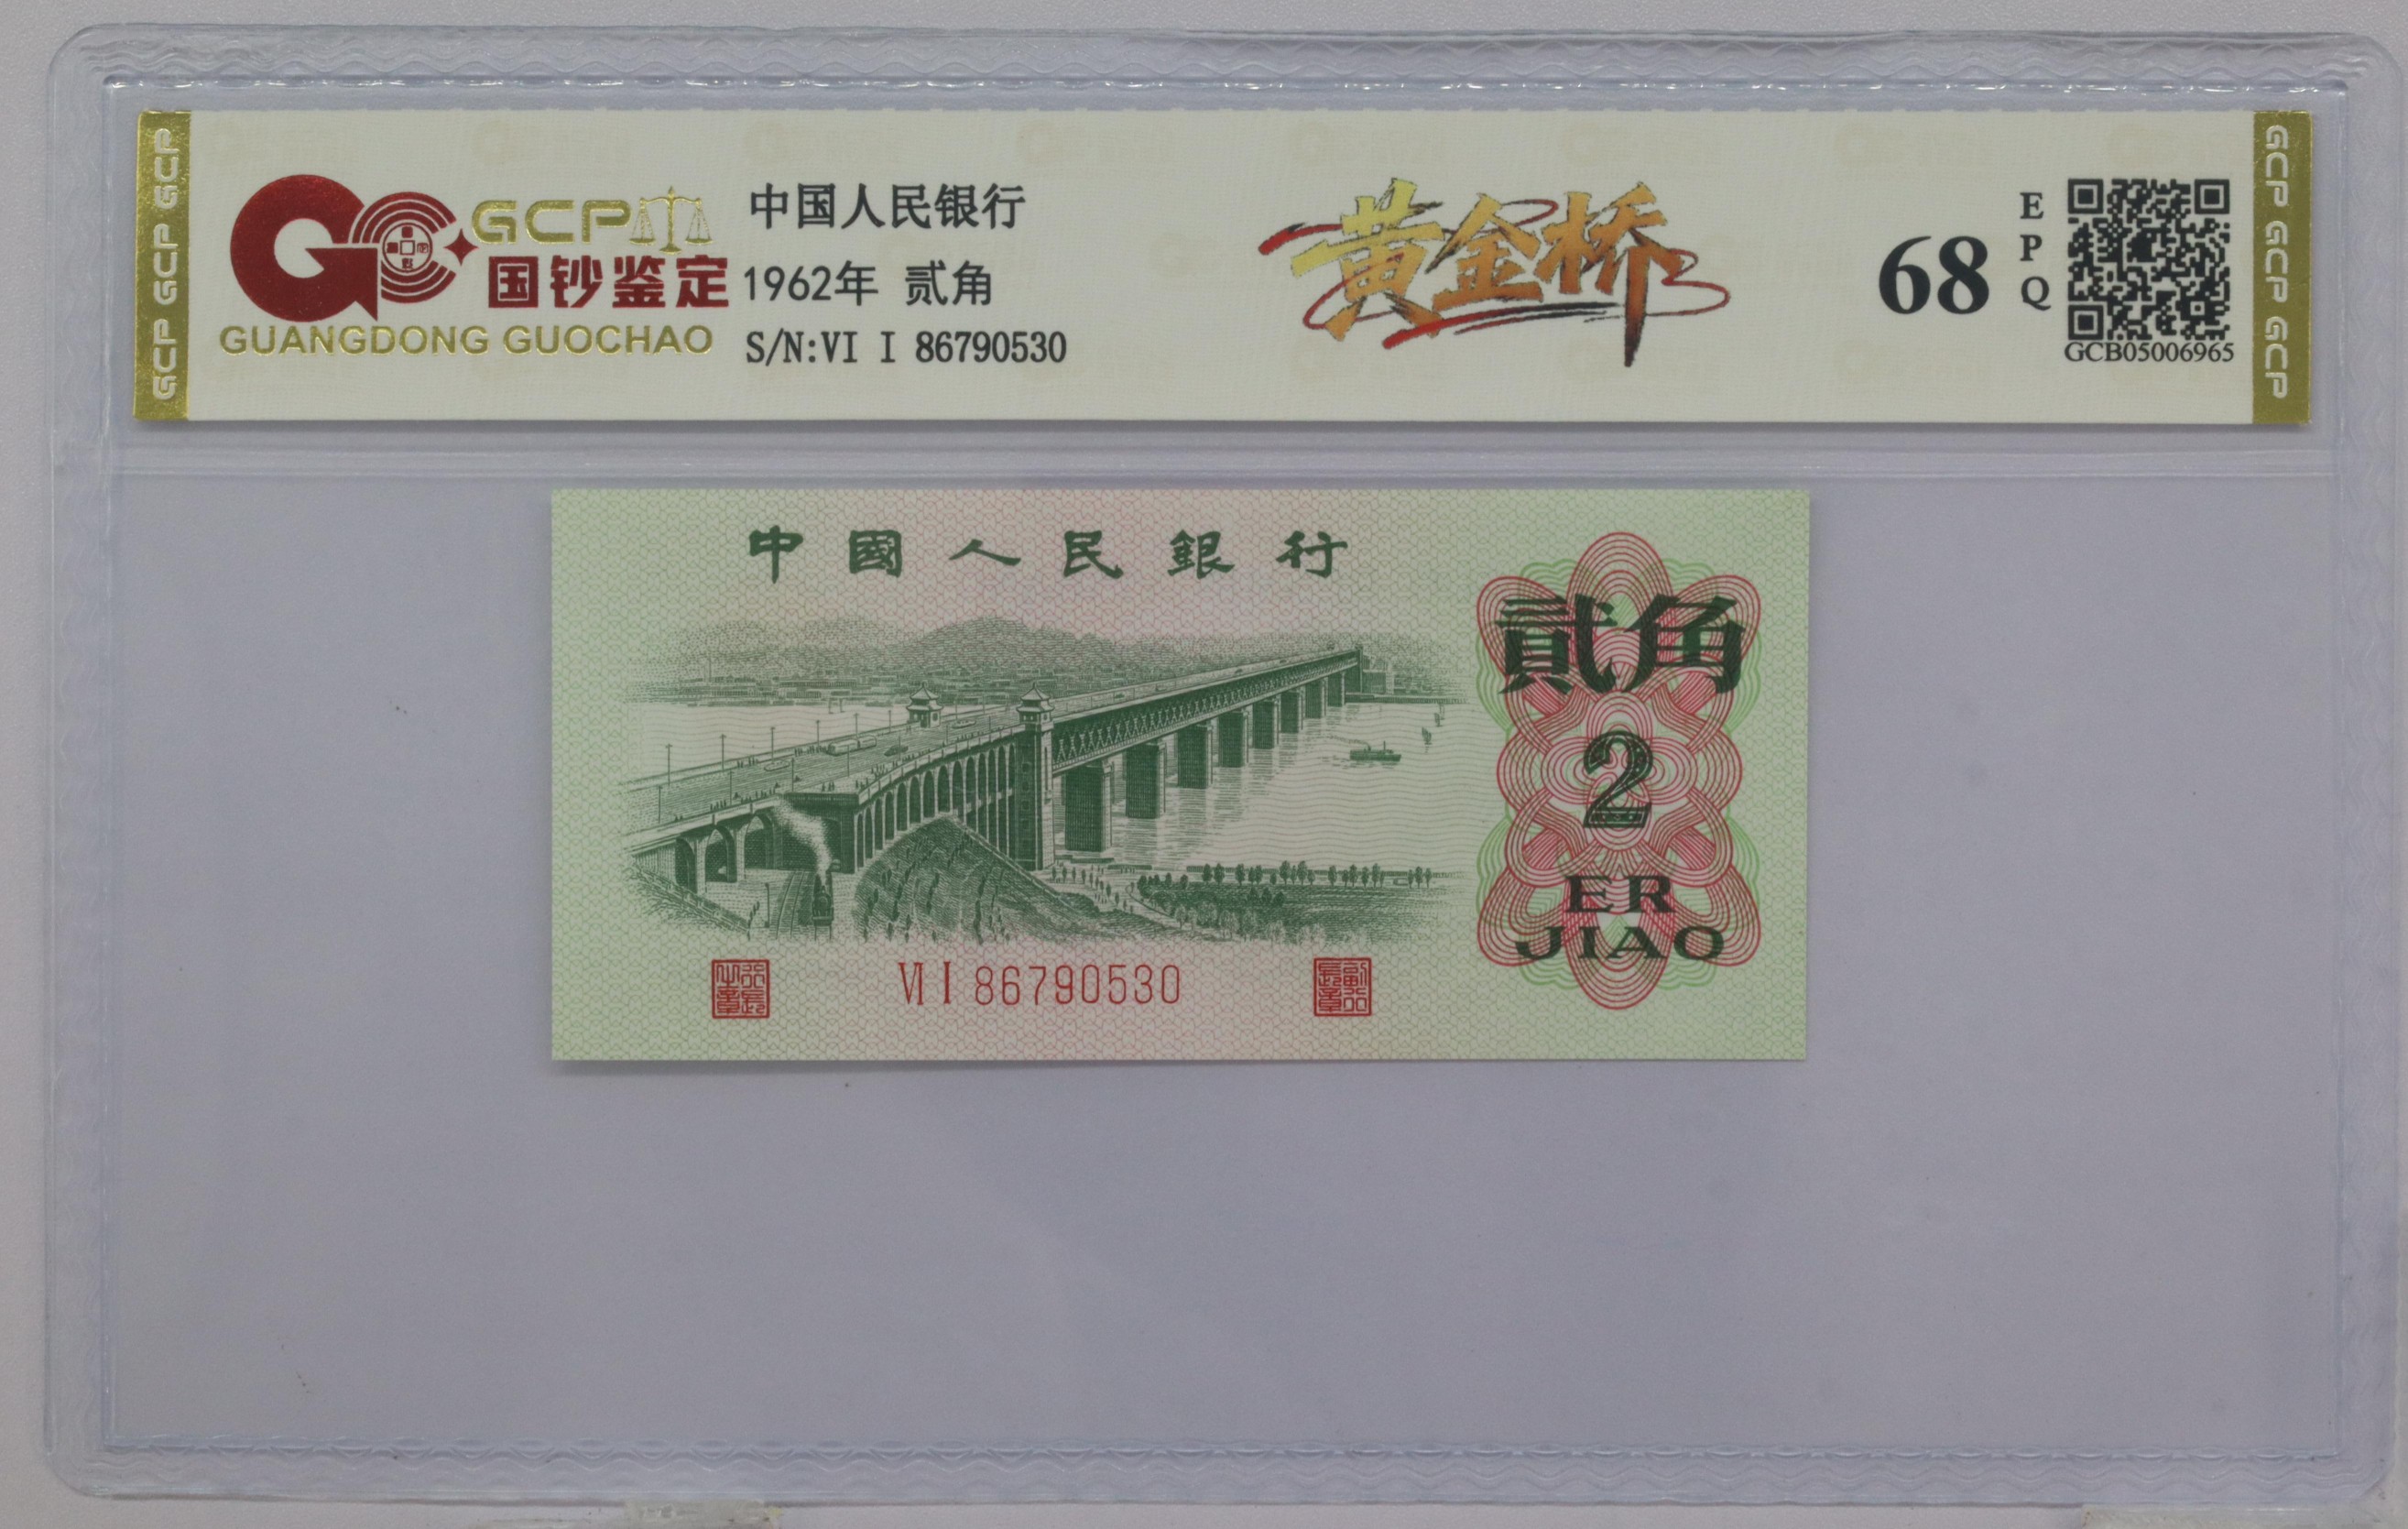 GCP GCP GCP
GCP
国钞鉴定
GUANGDONG GUOCHAO
中国人民银行
1962年 贰角
S/N:VI I 86790530
黄金桥
68
EPQ
GCB05006965
GCP GCP GCP
中國人民銀行
貳角
2
ER
JIAO
VI I 86790530